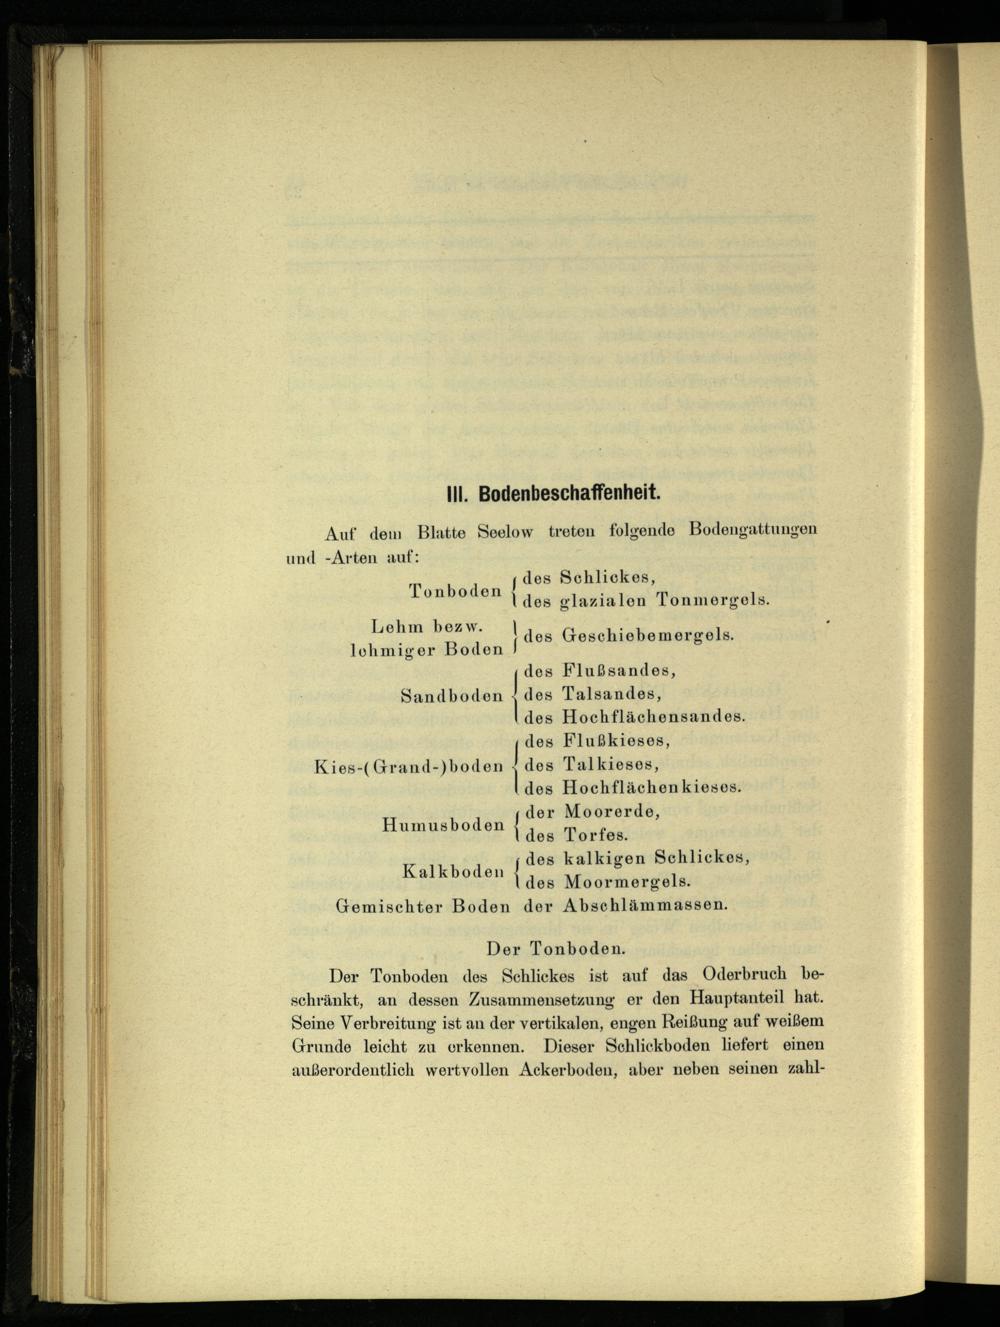 III. Bodenbeschaffenheit.
Auf dem Blatte Seelow treten folgende Bodengattungen
und -Arten auf:
Tonboden { des Schlickes,
des glazialen Tonmergels.
Lehm bezw.
lehmiger Boden } des Geschiebemergels.
Sandboden { des Flußsandes,
des Talsandes,
des Hochflächensandes.
Kies-(Grand-)boden { des Flußkieses,
des Talkieses,
des Hochflächenkieses.
Humusboden { der Moorerde,
des Torfes.
Kalkboden { des kalkigen Schlickes,
des Moormergels.
Gemischter Boden der Abschlämmassen.
Der Tonboden.
Der Tonboden des Schlickes ist auf das Oderbruch be-
schränkt, an dessen Zusammensetzung er den Hauptanteil hat.
Seine Verbreitung ist an der vertikalen, engen Reißung auf weißem
Grunde leicht zu erkennen. Dieser Schlickboden liefert einen
außerordentlich wertvollen Ackerboden, aber neben seinen zahl-